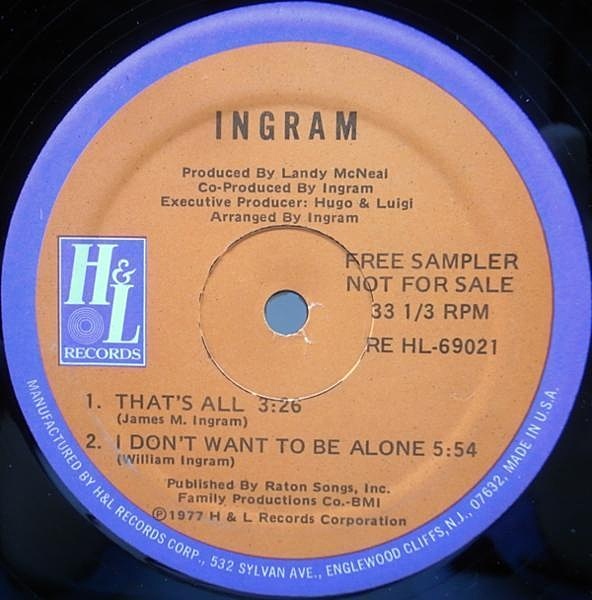 INGRAM
Produced By Landy McNeal
Co-Produced By Ingram
Executive Producer: Hugo & Luigi
Arranged By Ingram
H&L
RECORDS
FREE SAMPLER
NOT FOR SALE
33 1/3 RPM
RE HL-69021
1. THAT'S ALL 3:26
(James M. Ingram)
2. I DON'T WANT TO BE ALONE 5:54
(William Ingram)
Published By Raton Songs, Inc.
Family Productions Co.-BMI
Ⓟ1977 H & L Records Corporation
MANUFACTURED BY H&L RECORDS CORP., 532 SYLVAN AVE., ENGLEWOOD CLIFFS, N.J., 07632, MADE IN U.S.A.